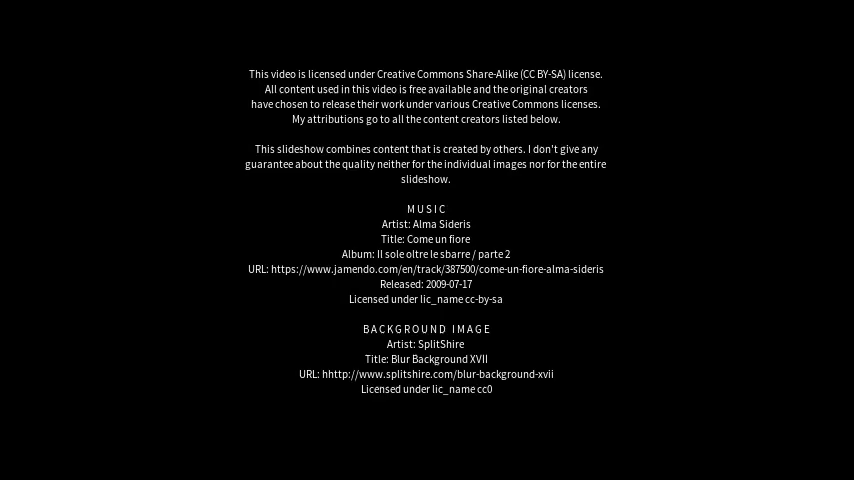 This video is licensed under Creative Commons Share-Alike (CC BY-SA) license.
All content used in this video is free available and the original creators
have chosen to release their work under various Creative Commons licenses.
My attributions go to all the content creators listed below.
This slideshow combines content that is created by others. I don't give any
guarantee about the quality neither for the individual images nor for the entire
slideshow.
MUSIC
Artist: Alma Sideris
Title: Come un fiore
Album: Il sole oltre le sbarre / parte 2
URL: https://www.jamendo.com/en/track/387500/come-un-fiore-alma-sideris
Released: 2009-07-17
Licensed under lic_name cc-by-sa
BACKGROUND IMAGE
Artist: SplitShire
Title: Blur Background XVII
URL: hhttp://www.splitshire.com/blur-background-xvii
Licensed under lic_name cc0